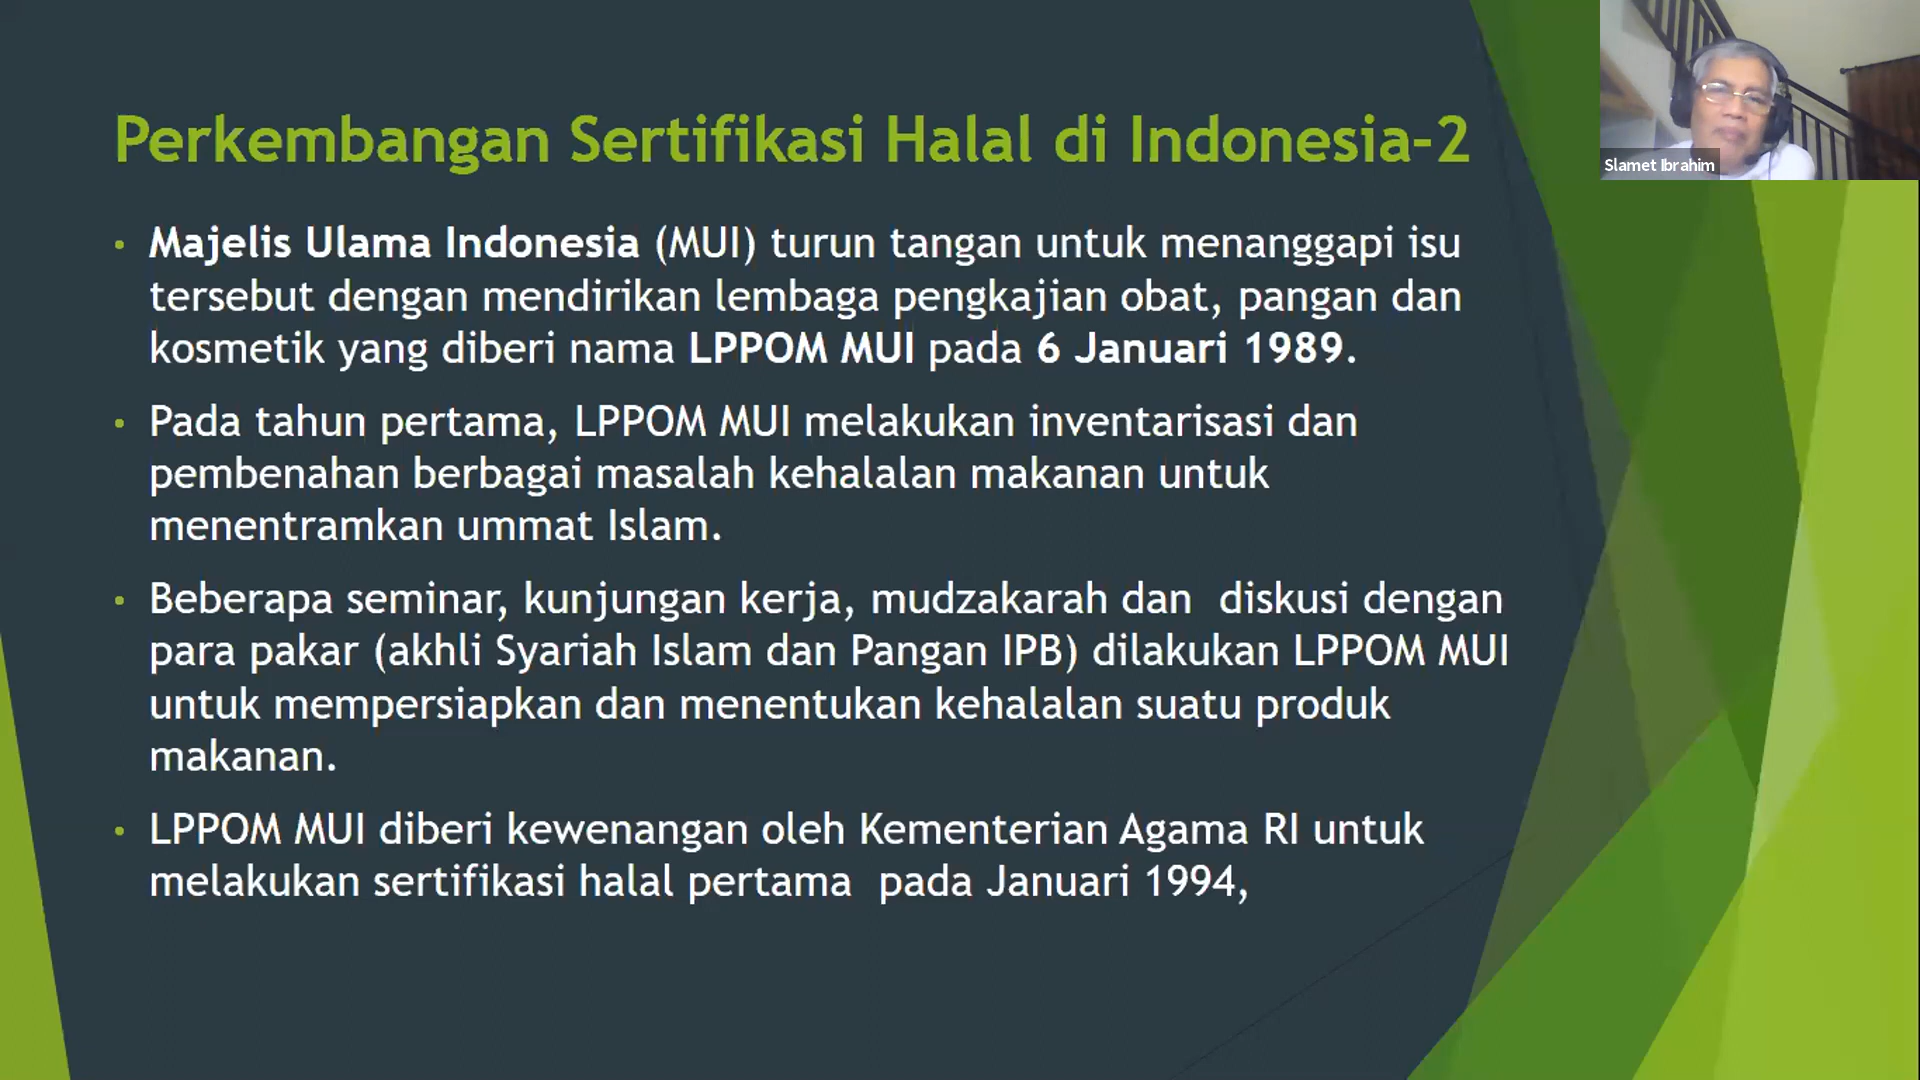 Perkembangan Sertifikasi Halal di Indonesia-2
Slamet Ibrahim
• Majelis Ulama Indonesia (MUI) turun tangan untuk menanggapi isu
tersebut dengan mendirikan lembaga pengkajian obat, pangan dan
kosmetik yang diberi nama LPPOM MUI pada 6 Januari 1989.
• Pada tahun pertama, LPPOM MUI melakukan inventarisasi dan
pembenahan berbagai masalah kehalalan makanan untuk
menentramkan ummat Islam.
• Beberapa seminar, kunjungan kerja, mudzakarah dan  diskusi dengan
para pakar (akhli Syariah Islam dan Pangan IPB) dilakukan LPPOM MUI
untuk mempersiapkan dan menentukan kehalalan suatu produk
makanan.
• LPPOM MUI diberi kewenangan oleh Kementerian Agama RI untuk
melakukan sertifikasi halal pertama  pada Januari 1994,